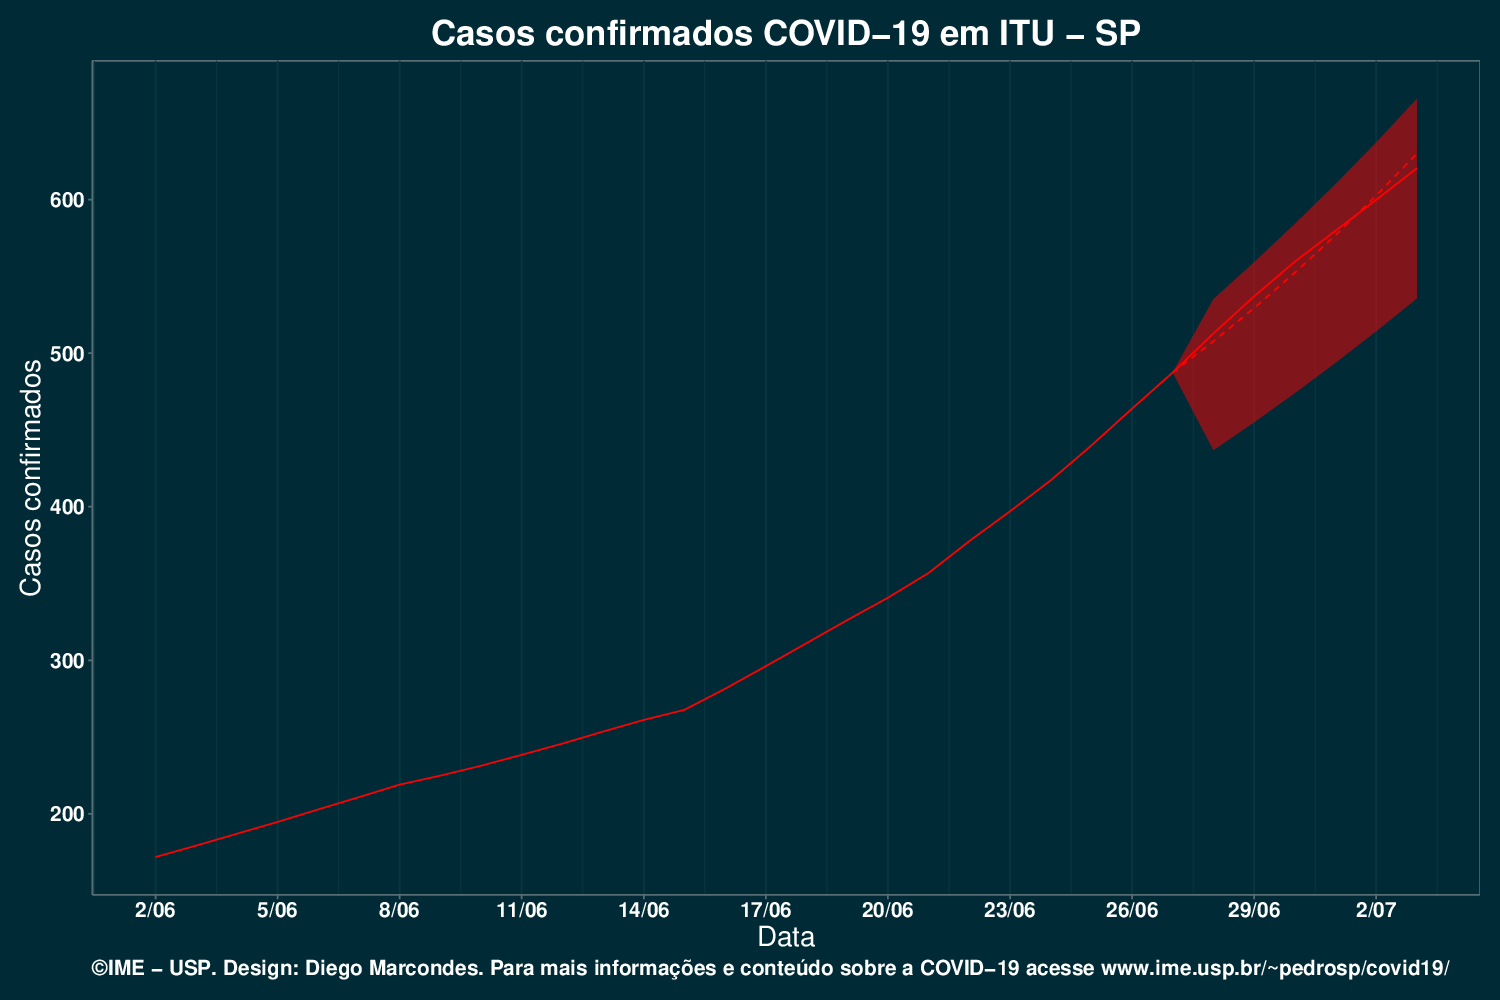 Casos confirmados COVID−19 em ITU − SP
Casos confirmados
600
500
400
300
200
2/06 5/06 8/06 11/06 14/06 17/06 20/06 23/06 26/06 29/06 2/07
Data
©IME − USP. Design: Diego Marcondes. Para mais informações e conteúdo sobre a COVID−19 acesse www.ime.usp.br/~pedrosp/covid19/